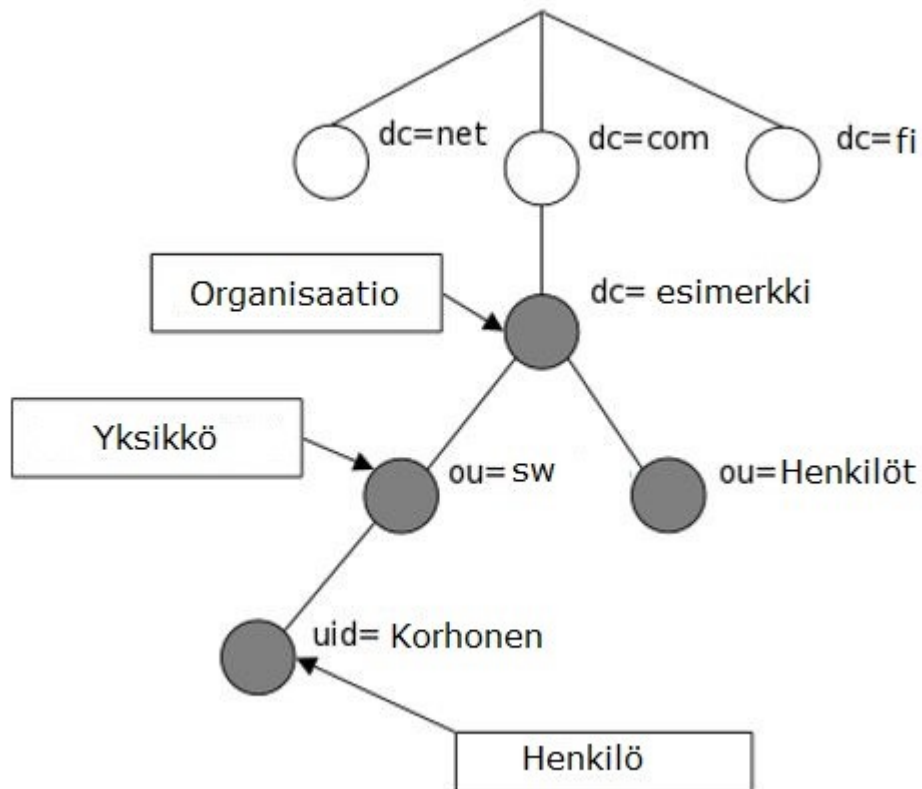 dc=net
dc=com
dc=fi
Organisaatio
dc= esimerkki
Yksikkö
ou=sw
ou=Henkilöt
uid= Korhonen
Henkilö